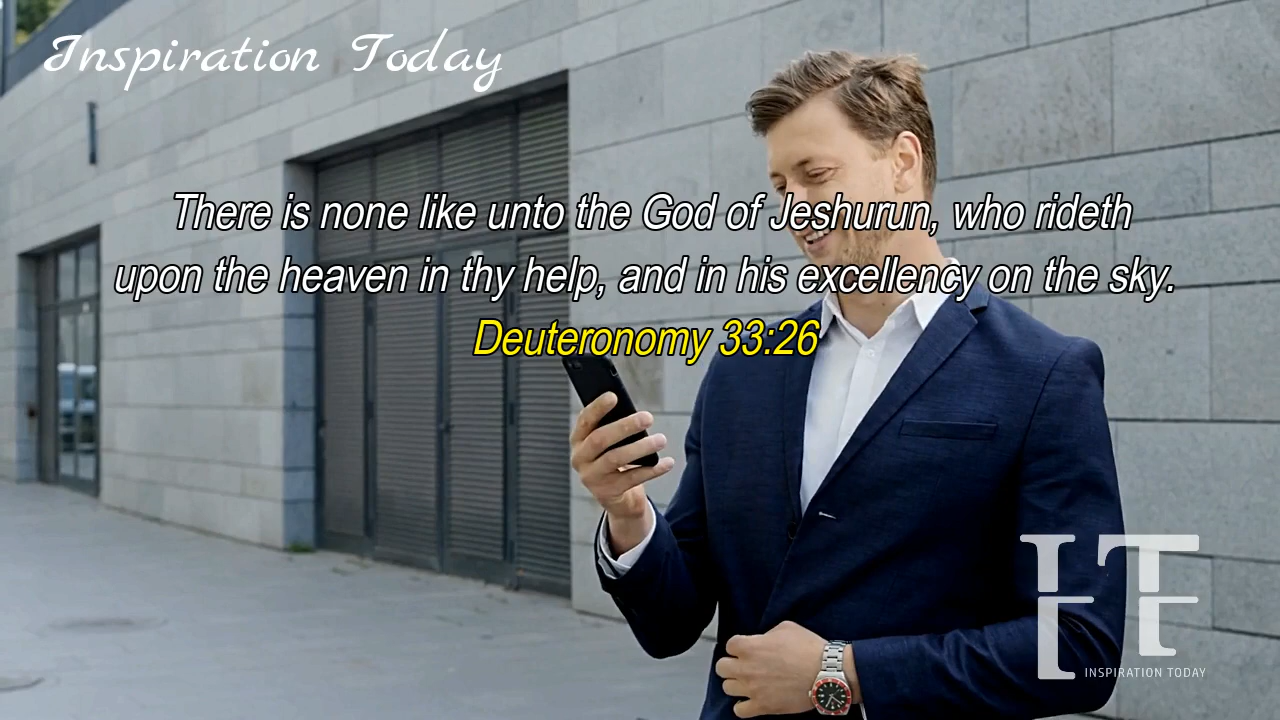 Inspiration Today
There is none like unto the God of Jeshurun, who rideth
upon the heaven in thy help, and in his excellency on the sky.
Deuteronomy 33:26
IT
INSPIRATION TODAY